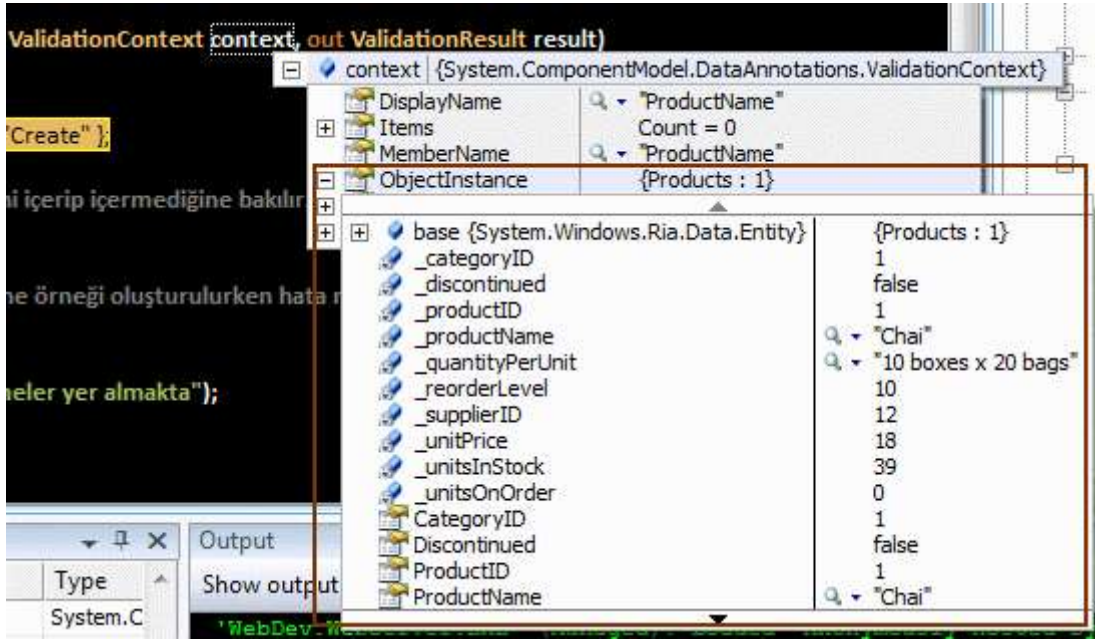 ValidationContext context, out ValidationResult result)
context {System.ComponentModel.DataAnnotations.ValidationContext}
DisplayName "ProductName"
"Create" };
Items Count = 0
MemberName "ProductName"
ObjectInstance {Products : 1}
içerip içermediğine bakılır
base {System.Windows.Ria.Data.Entity} {Products : 1}
_categoryID 1
_discontinued false
örneği oluşturulurken hata
_productID 1
_productName "Chai"
_quantityPerUnit "10 boxes x 20 bags"
_reorderLevel 10
yer almakta");
_supplierID 12
_unitPrice 18
_unitsInStock 39
_unitsOnOrder 0
CategoryID 1
Output
Discontinued false
Type
Show output
ProductID 1
ProductName "Chai"
System.C